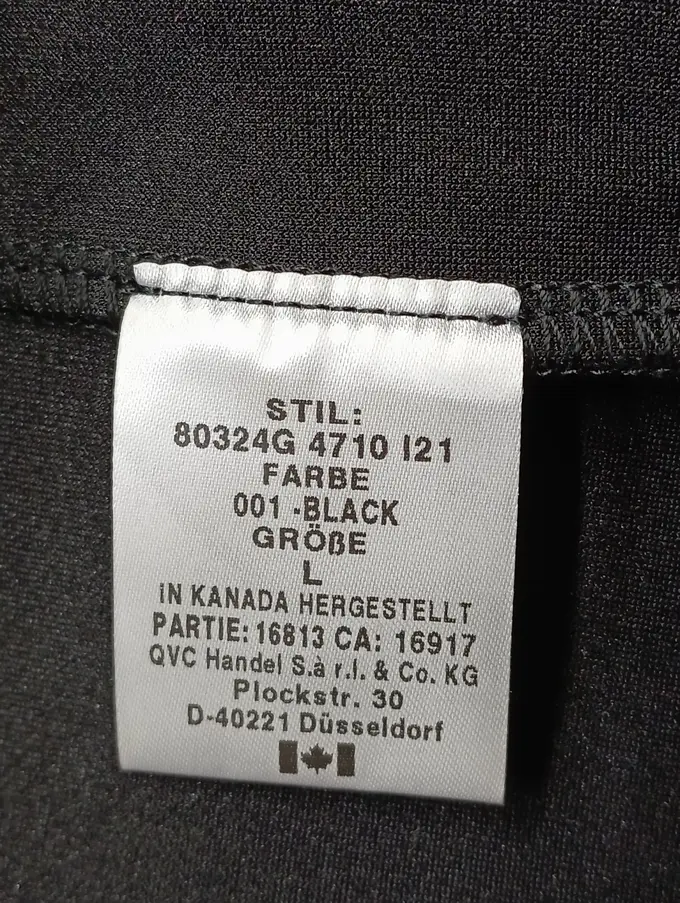 STIL:
80324G 4710 I21
FARBE
001 -BLACK
GRÖßE
L
iN KANADA HERGESTELLT
PARTIE: 16813 CA: 16917
QVC Handel S.à r.l. & Co. KG
Plockstr. 30
D-40221 Düsseldorf